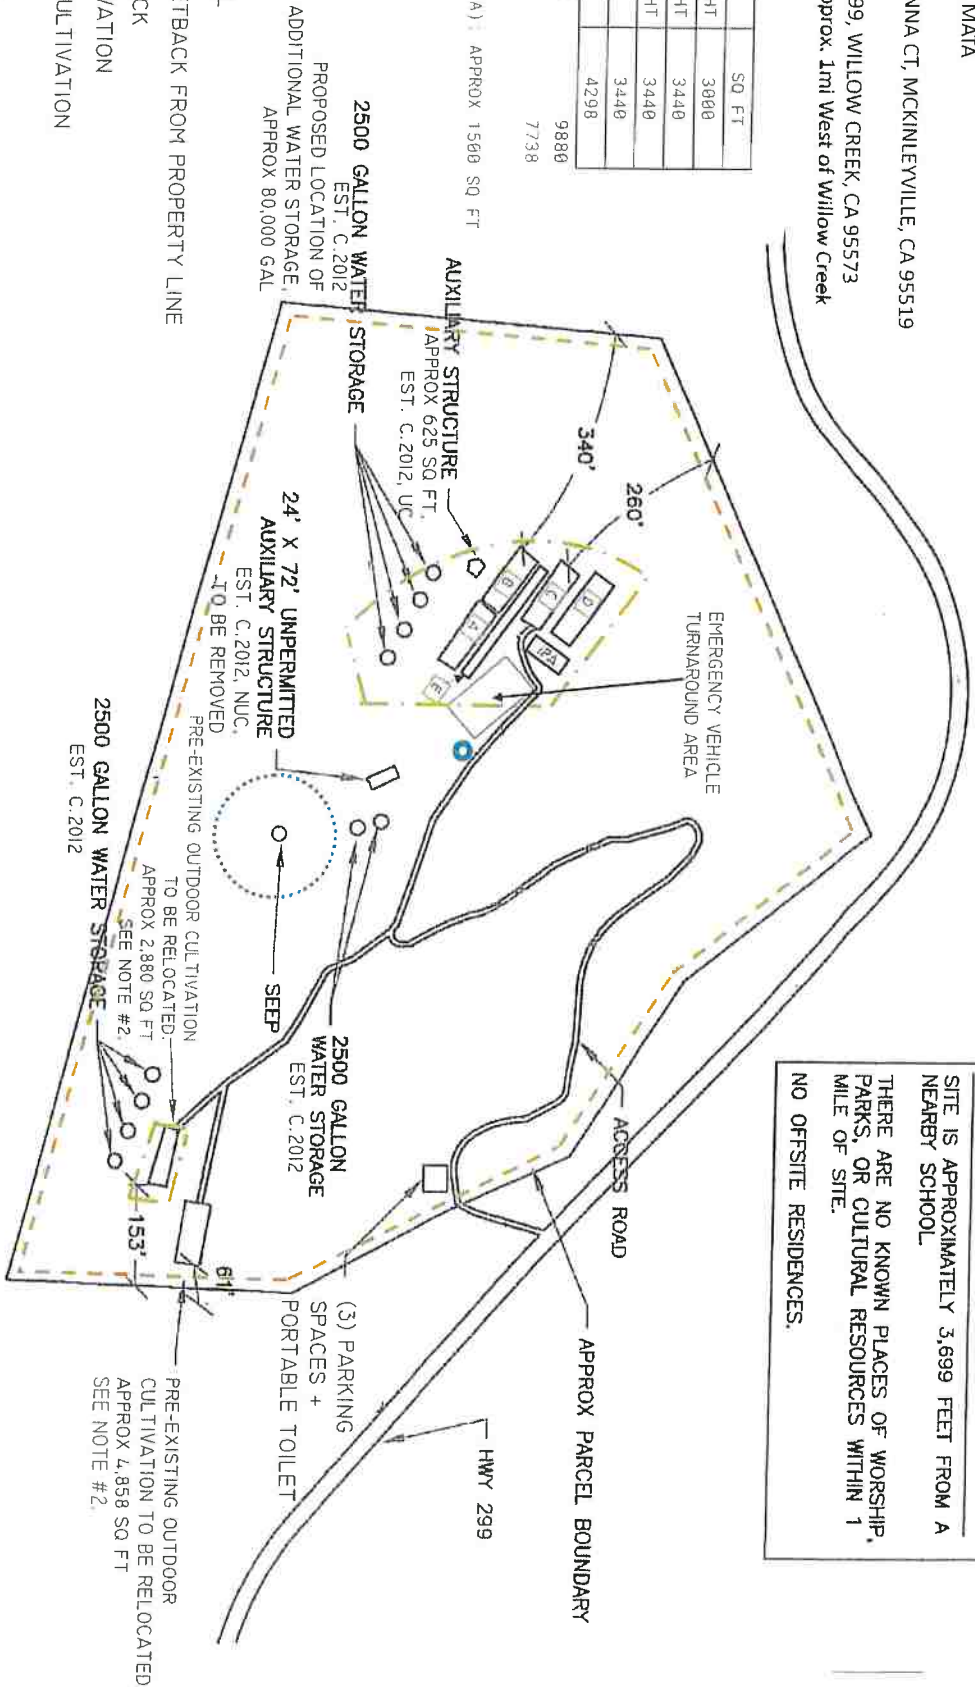 MATA
NNA CT, MCKINLEYVILLE, CA 95519
99, WILLOW CREEK, CA 95573
pprox. 1mi West of Willow Creek
SQ FT
HT 3000
HT 3440
HT 3440
3440
4298
9880
7738
A): APPROX 1500 SQ FT
SITE IS APPROXIMATELY 3,699 FEET FROM A
NEARBY SCHOOL.
THERE ARE NO KNOWN PLACES OF WORSHIP,
PARKS, OR CULTURAL RESOURCES WITHIN 1
MILE OF SITE.
NO OFFSITE RESIDENCES.
EMERGENCY VEHICLE
TURNAROUND AREA
260'
340'
D
C
B
A
PA
E
AUXILIARY STRUCTURE
APPROX 625 SQ FT,
EST. C.2012, UC
2500 GALLON WATER STORAGE
EST. C.2012
PROPOSED LOCATION OF
ADDITIONAL WATER STORAGE,
APPROX 80,000 GAL
24' X 72' UNPERMITTED
AUXILIARY STRUCTURE
EST. C.2012, NUC,
TO BE REMOVED
SEEP
2500 GALLON
WATER STORAGE
EST. C.2012
ACCESS ROAD
APPROX PARCEL BOUNDARY
HWY 299
(3) PARKING
SPACES +
PORTABLE TOILET
PRE-EXISTING OUTDOOR CULTIVATION
TO BE RELOCATED.
APPROX 2,880 SQ FT
SEE NOTE #2.
2500 GALLON WATER STORAGE
EST. C.2012
153'
61'
PRE-EXISTING OUTDOOR
CULTIVATION TO BE RELOCATED
APPROX 4,858 SQ FT
SEE NOTE #2.
ETBACK FROM PROPERTY LINE
CK
VATION
ULTIVATION